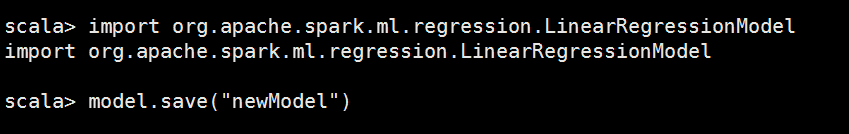 scala> import org.apache.spark.ml.regression.LinearRegressionModel
import org.apache.spark.ml.regression.LinearRegressionModel
scala> model.save("newModel")